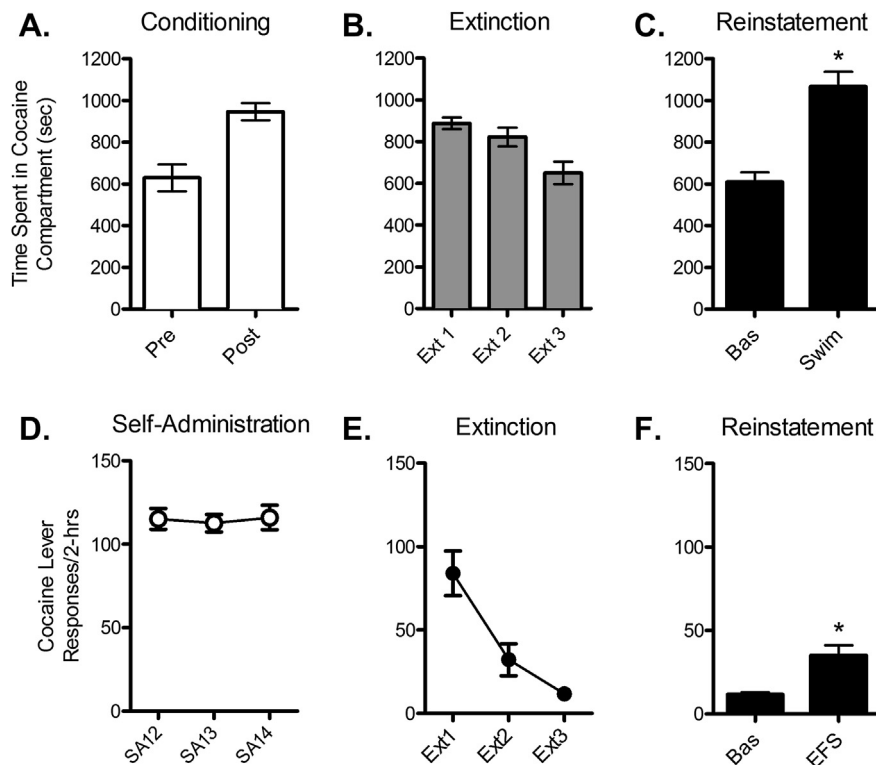 A. Conditioning
Time Spent in Cocaine
Compartment (sec)
1200
1000
800
600
400
200
0
Pre
Post
B. Extinction
1200
1000
800
600
400
200
0
Ext 1
Ext 2
Ext 3
C. Reinstatement
1200
1000
800
600
400
200
0
*
Bas
Swim
D. Self-Administration
Cocaine Lever
Responses/2-hrs
150
100
50
0
SA12
SA13
SA14
E. Extinction
150
100
50
0
Ext1
Ext2
Ext3
F. Reinstatement
150
100
50
0
*
Bas
EFS